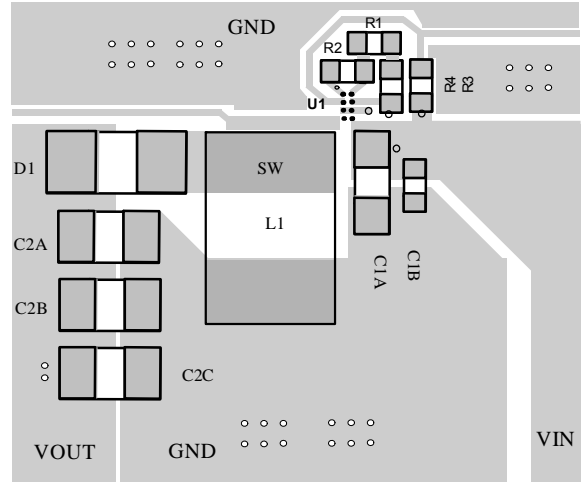 GND
R1
R2
U1
R4
R3
D1
SW
L1
C2A
C2B
C1A
C1B
C2C
VOUT
GND
VIN